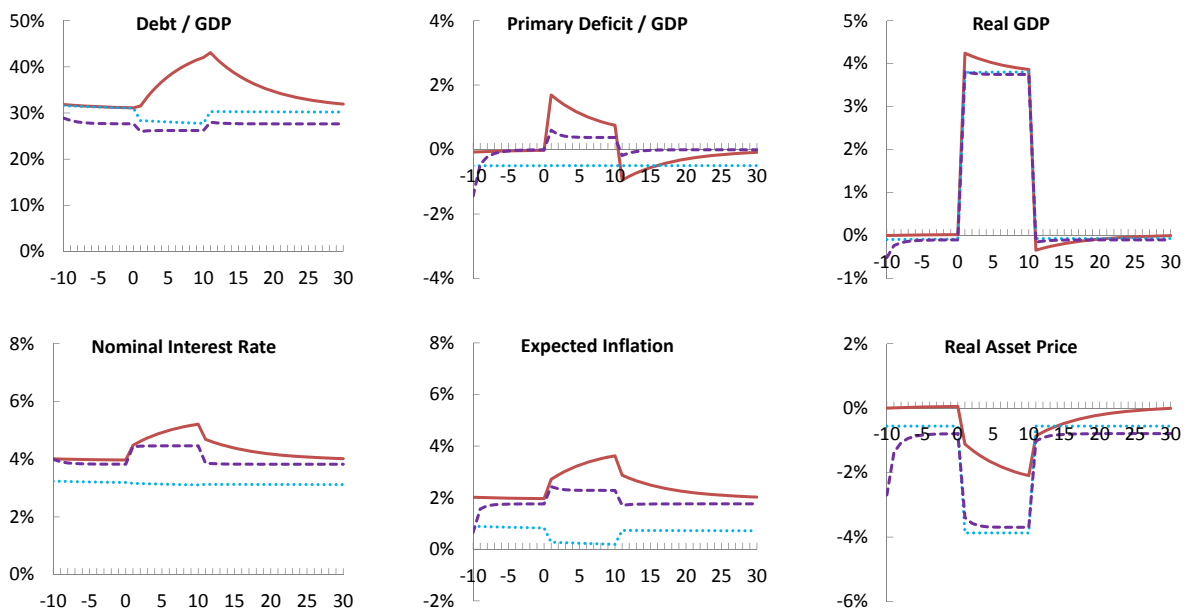 Debt / GDP
50%
40%
30%
20%
10%
0%
-10 -5 0 5 10 15 20 25 30
Primary Deficit / GDP
4%
2%
0%
-2%
-4%
-10 -5 0 5 10 15 20 25 30
Real GDP
5%
4%
3%
2%
1%
0%
-1%
-10 -5 0 5 10 15 20 25 30
Nominal Interest Rate
8%
6%
4%
2%
0%
-10 -5 0 5 10 15 20 25 30
Expected Inflation
8%
6%
4%
2%
0%
-2%
-10 -5 0 5 10 15 20 25 30
Real Asset Price
2%
0%
-2%
-4%
-6%
-10 -5 0 5 10 15 20 25 30